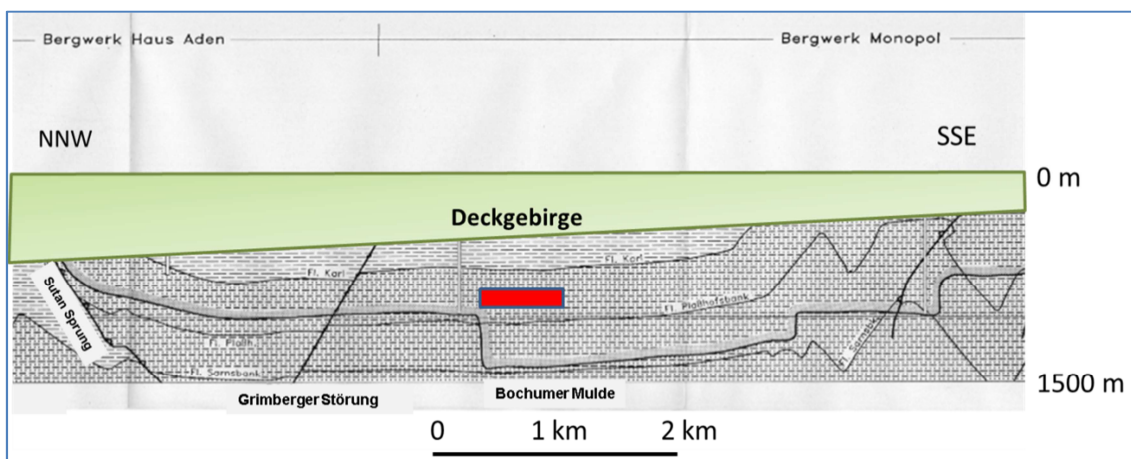 Bergwerk Haus Aden
Bergwerk Monopol
NNW
SSE
0 m
Deckgebirge
Fl. Karl
Fl. Karl
Sutan Sprung
Fl. Plaßhofsbank
Fl. Plaßh.
Fl. Sarnsbank
Fl. Sarnsb
1500 m
Grimberger Störung
Bochumer Mulde
0
1 km
2 km